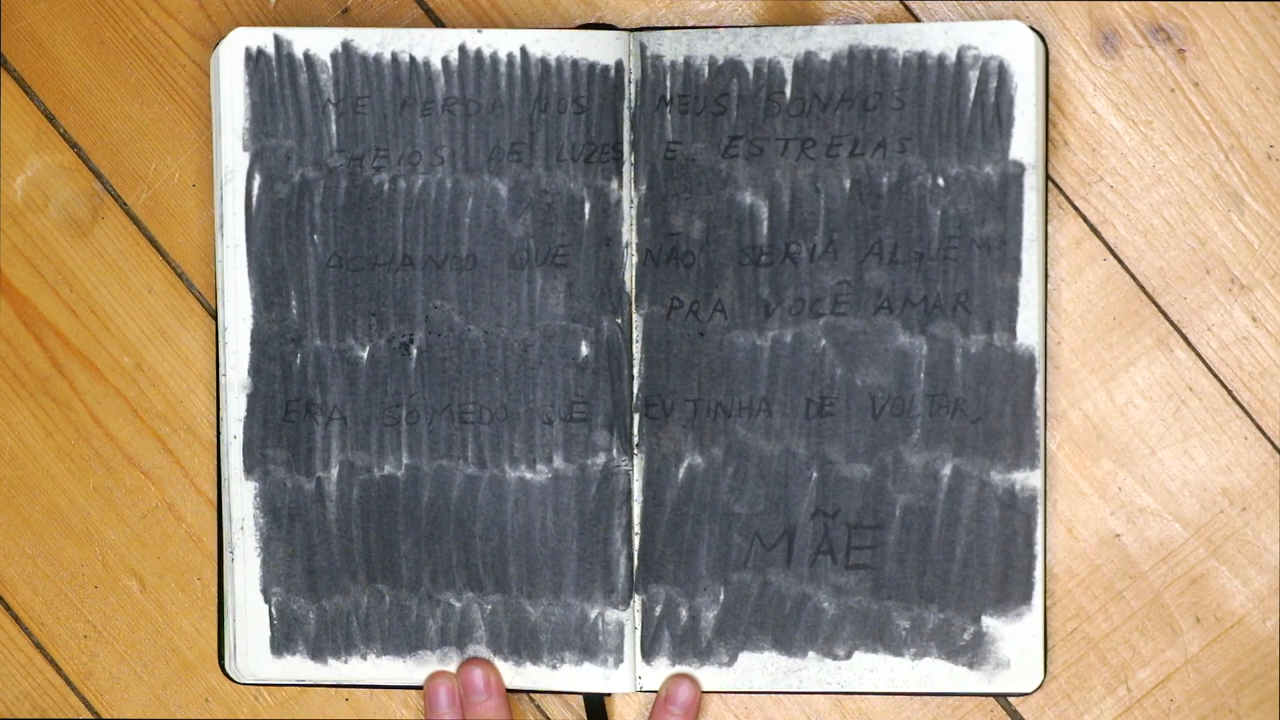 ME PERDI NOS MEUS SONHOS
CHEIOS DE LUZES E ESTRELAS
ACHANDO QUE NÃO SERIA ALGUÉM
PRA VOCÊ AMAR
ERA SÓ MEDO QUE EU TINHA DE VOLTAR,
MÃE